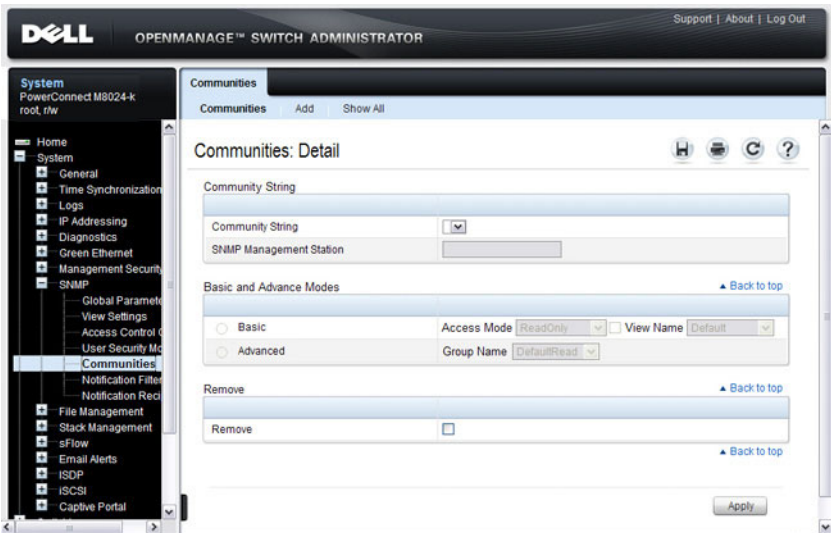 DELL
OPENMANAGE™ SWITCH ADMINISTRATOR
Support | About | Log Out
System
PowerConnect M8024-k
root, r/w
Home
System
General
Time Synchronization
Logs
IP Addressing
Diagnostics
Green Ethernet
Management Security
SNMP
Global Paramete
View Settings
Access Control
User Security Mo
Communities
Notification Filter
Notification Reci
File Management
Stack Management
sFlow
Email Alerts
ISDP
iSCSI
Captive Portal
Communities
Communities Add Show All
Communities: Detail
Community String
Community String
SNMP Management Station
Basic and Advance Modes Back to top
Basic Access Mode ReadOnly View Name Default
Advanced Group Name DefaultRead
Remove Back to top
Remove
Back to top
Apply